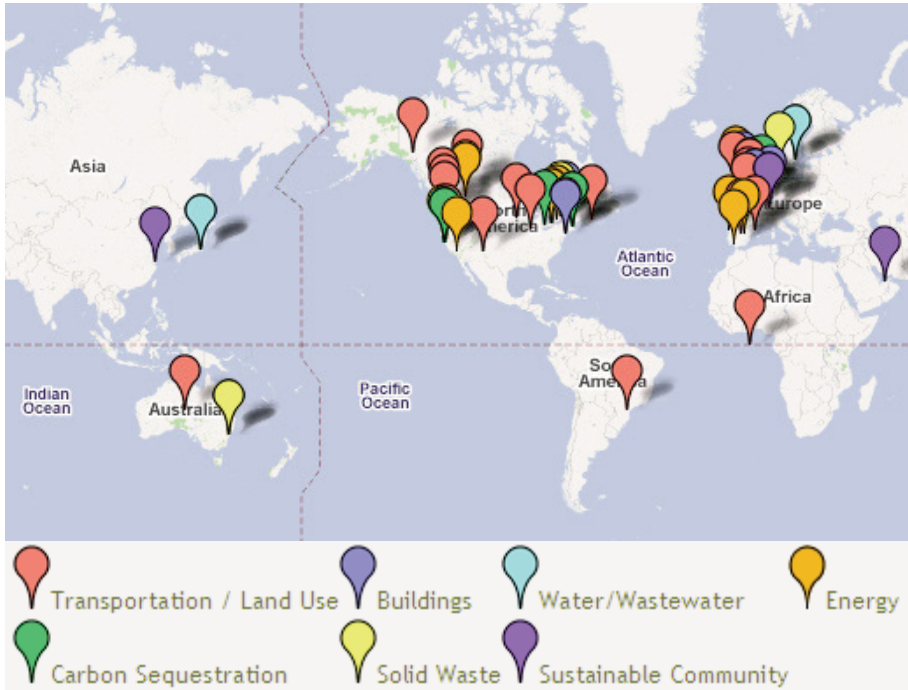 Asia
Europe
Atlantic
Ocean
Africa
Indian
Ocean
Australia
Pacific
Ocean
America
Transportation / Land Use
Buildings
Water/Wastewater
Energy
Carbon Sequestration
Solid Waste
Sustainable Community